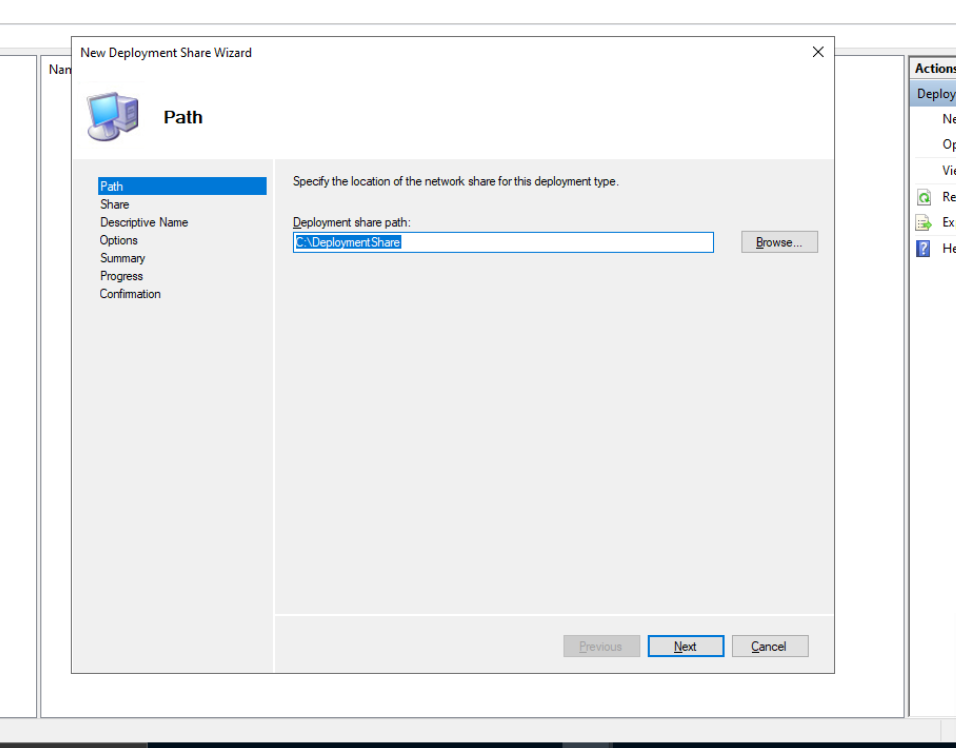 New Deployment Share Wizard
Nan
Path
Path
Share
Descriptive Name
Options
Summary
Progress
Confirmation
Specify the location of the network share for this deployment type.
Deployment share path:
C:\DeploymentShare
Browse...
Previous
Next
Cancel
Actions
Deploy
Ne
Op
Vie
Re
Ex
He